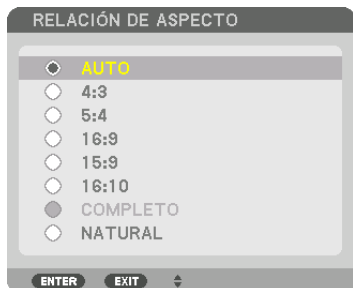 RELACIÓN DE ASPECTO
AUTO
4:3
5:4
16:9
15:9
16:10
COMPLETO
NATURAL
ENTER EXIT